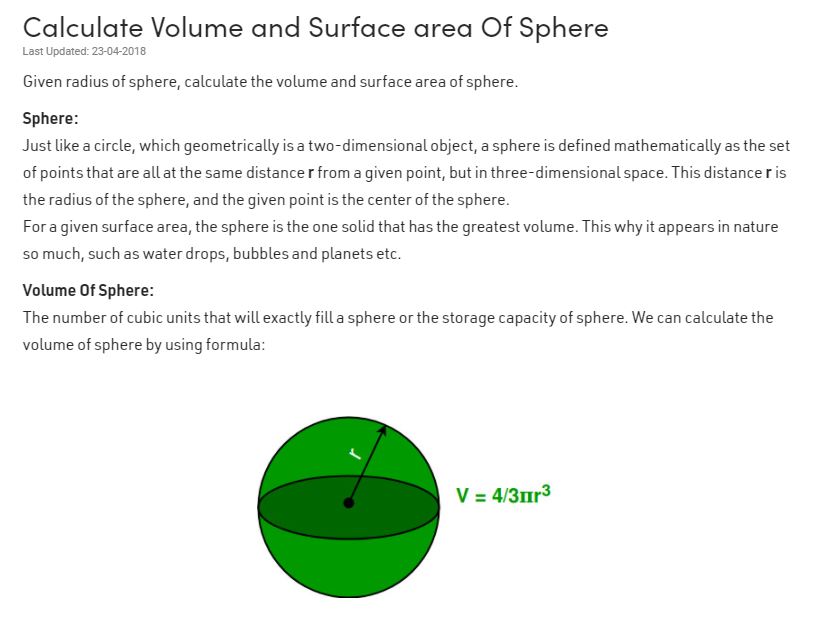 Calculate Volume and Surface area Of Sphere
Last Updated: 23-04-2018
Given radius of sphere, calculate the volume and surface area of sphere.
Sphere:
Just like a circle, which geometrically is a two-dimensional object, a sphere is defined mathematically as the set
of points that are all at the same distance r from a given point, but in three-dimensional space. This distance r is
the radius of the sphere, and the given point is the center of the sphere.
For a given surface area, the sphere is the one solid that has the greatest volume. This why it appears in nature
so much, such as water drops, bubbles and planets etc.
Volume Of Sphere:
The number of cubic units that will exactly fill a sphere or the storage capacity of sphere. We can calculate the
volume of sphere by using formula:
r
V = 4/3πr³